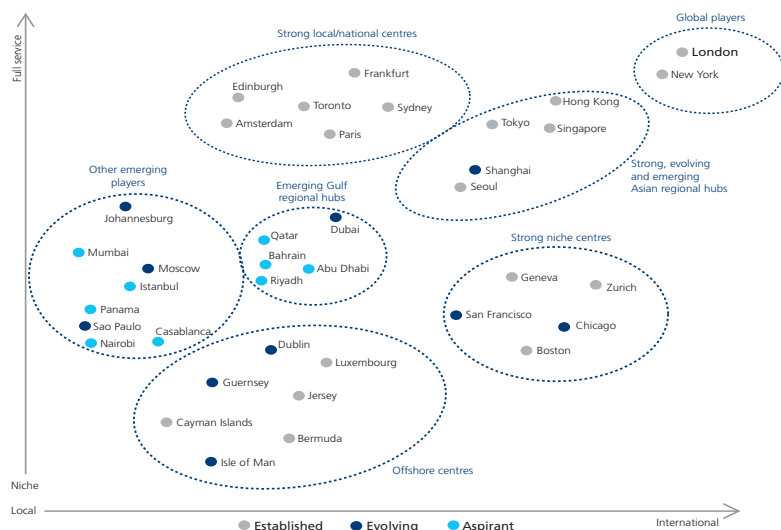 Full service
Global players
London
New York
Strong local/national centres
Frankfurt
Edinburgh
Toronto
Sydney
Amsterdam
Paris
Hong Kong
Tokyo
Singapore
Shanghai
Seoul
Strong, evolving
and emerging
Asian regional hubs
Other emerging
players
Johannesburg
Mumbai
Moscow
Istanbul
Panama
Sao Paulo
Casablanca
Nairobi
Emerging Gulf
regional hubs
Dubai
Qatar
Bahrain
Abu Dhabi
Riyadh
Strong niche centres
Geneva
Zurich
San Francisco
Chicago
Boston
Dublin
Luxembourg
Guernsey
Jersey
Cayman Islands
Bermuda
Isle of Man
Offshore centres
Niche
Local
International
Established
Evolving
Aspirant